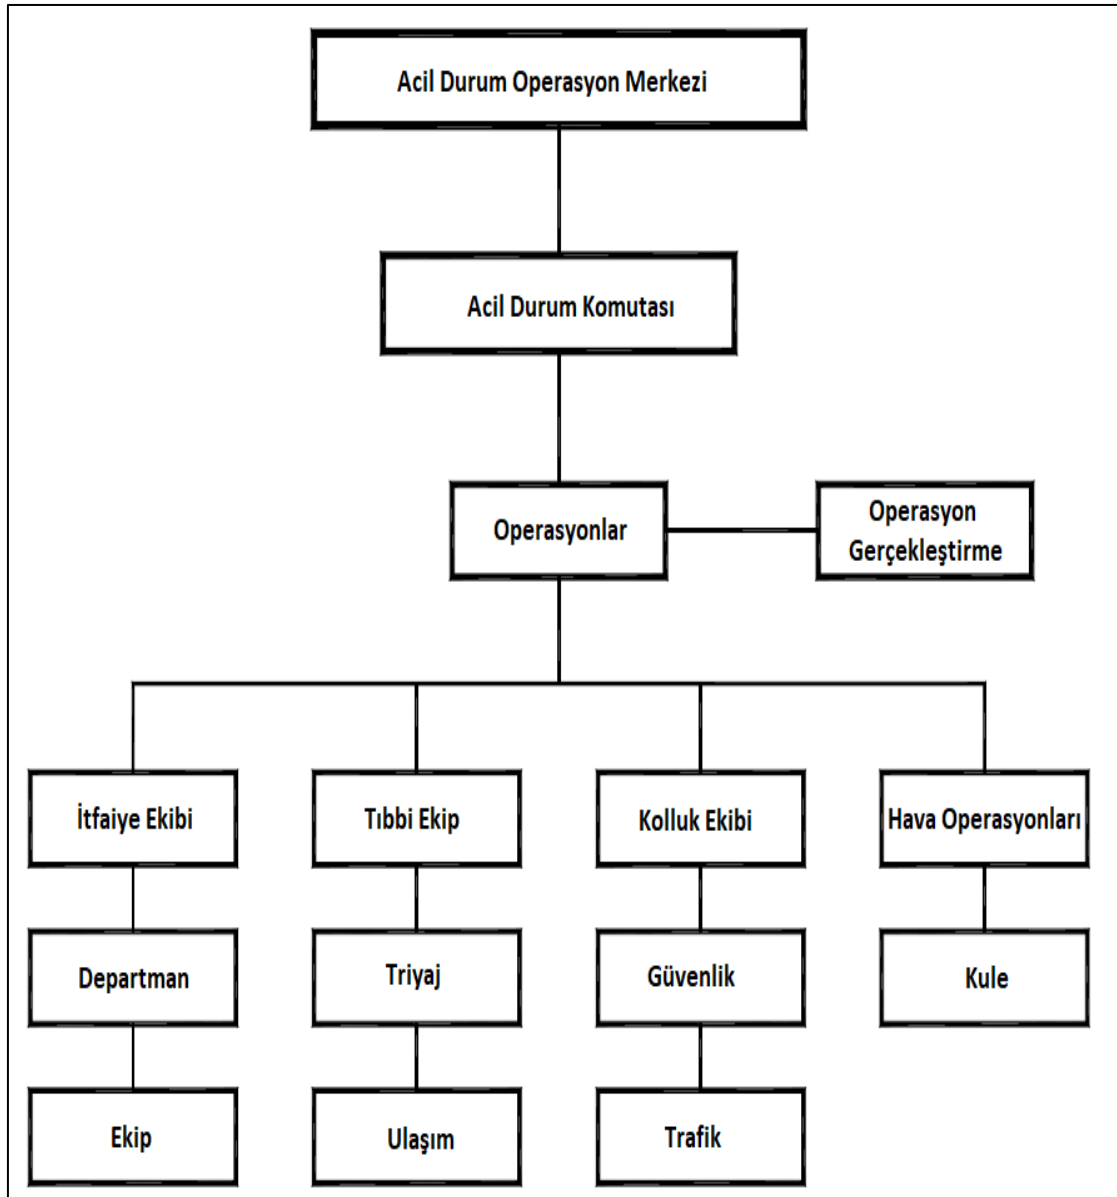 Acil Durum Operasyon Merkezi
Acil Durum Komutası
Operasyonlar
Operasyon
Gerçekleştirme
İtfaiye Ekibi
Tıbbi Ekip
Kolluk Ekibi
Hava Operasyonları
Departman
Triyaj
Güvenlik
Kule
Ekip
Ulaşım
Trafik